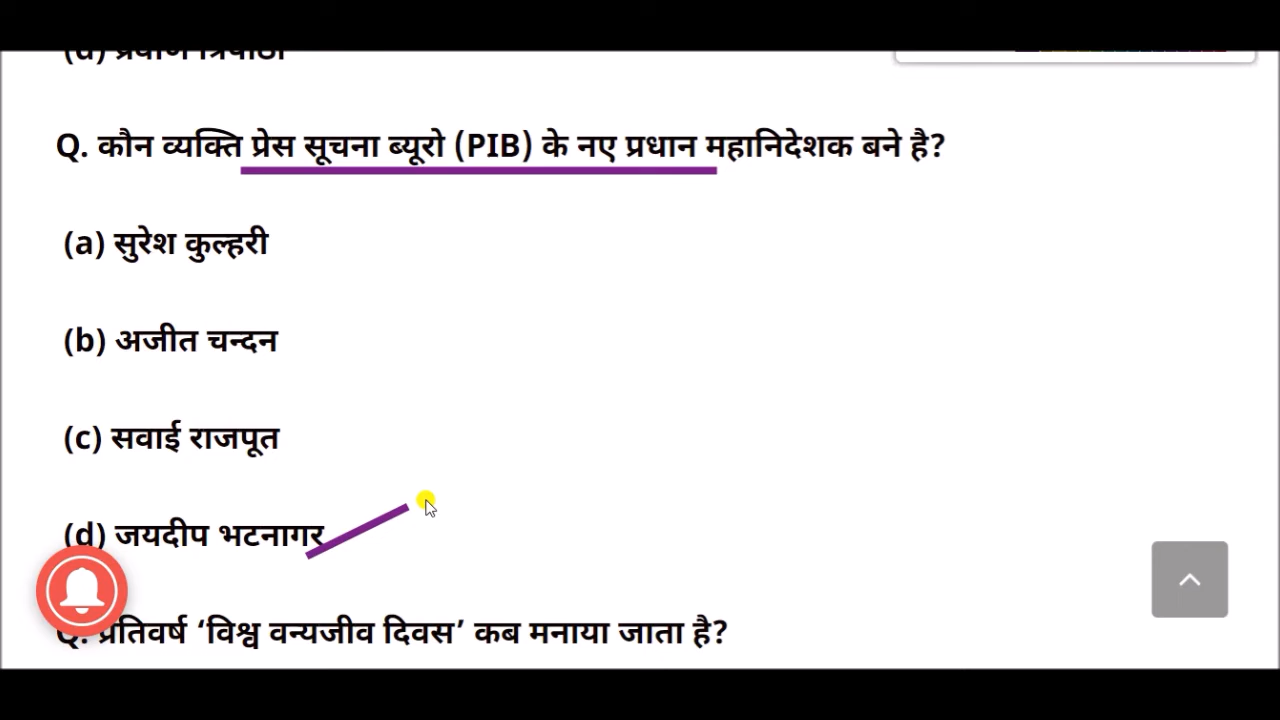 Q. कौन व्यक्ति प्रेस सूचना ब्यूरो (PIB) के नए प्रधान महानिदेशक बने है?
(a) सुरेश कुल्हरी
(b) अजीत चन्दन
(c) सवाई राजपूत
(d) जयदीप भटनागर
Q. प्रतिवर्ष ‘विश्व वन्यजीव दिवस’ कब मनाया जाता है?